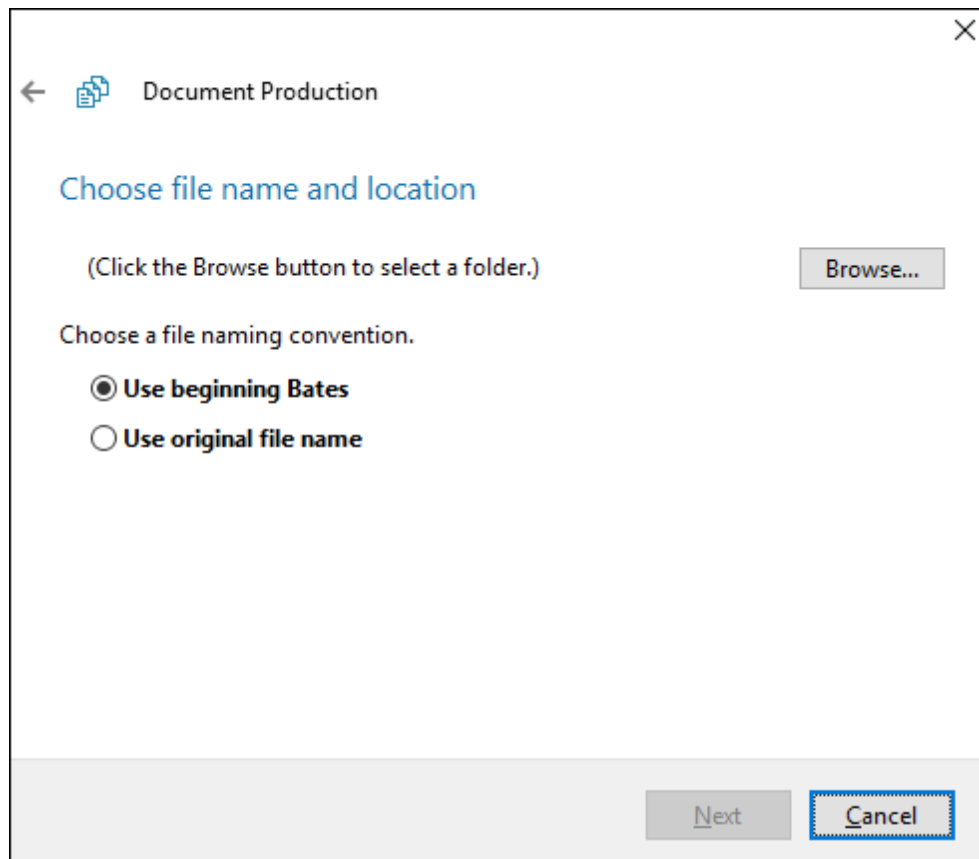 Document Production
Choose file name and location
(Click the Browse button to select a folder.)
Browse...
Choose a file naming convention.
Use beginning Bates
Use original file name
Next
Cancel